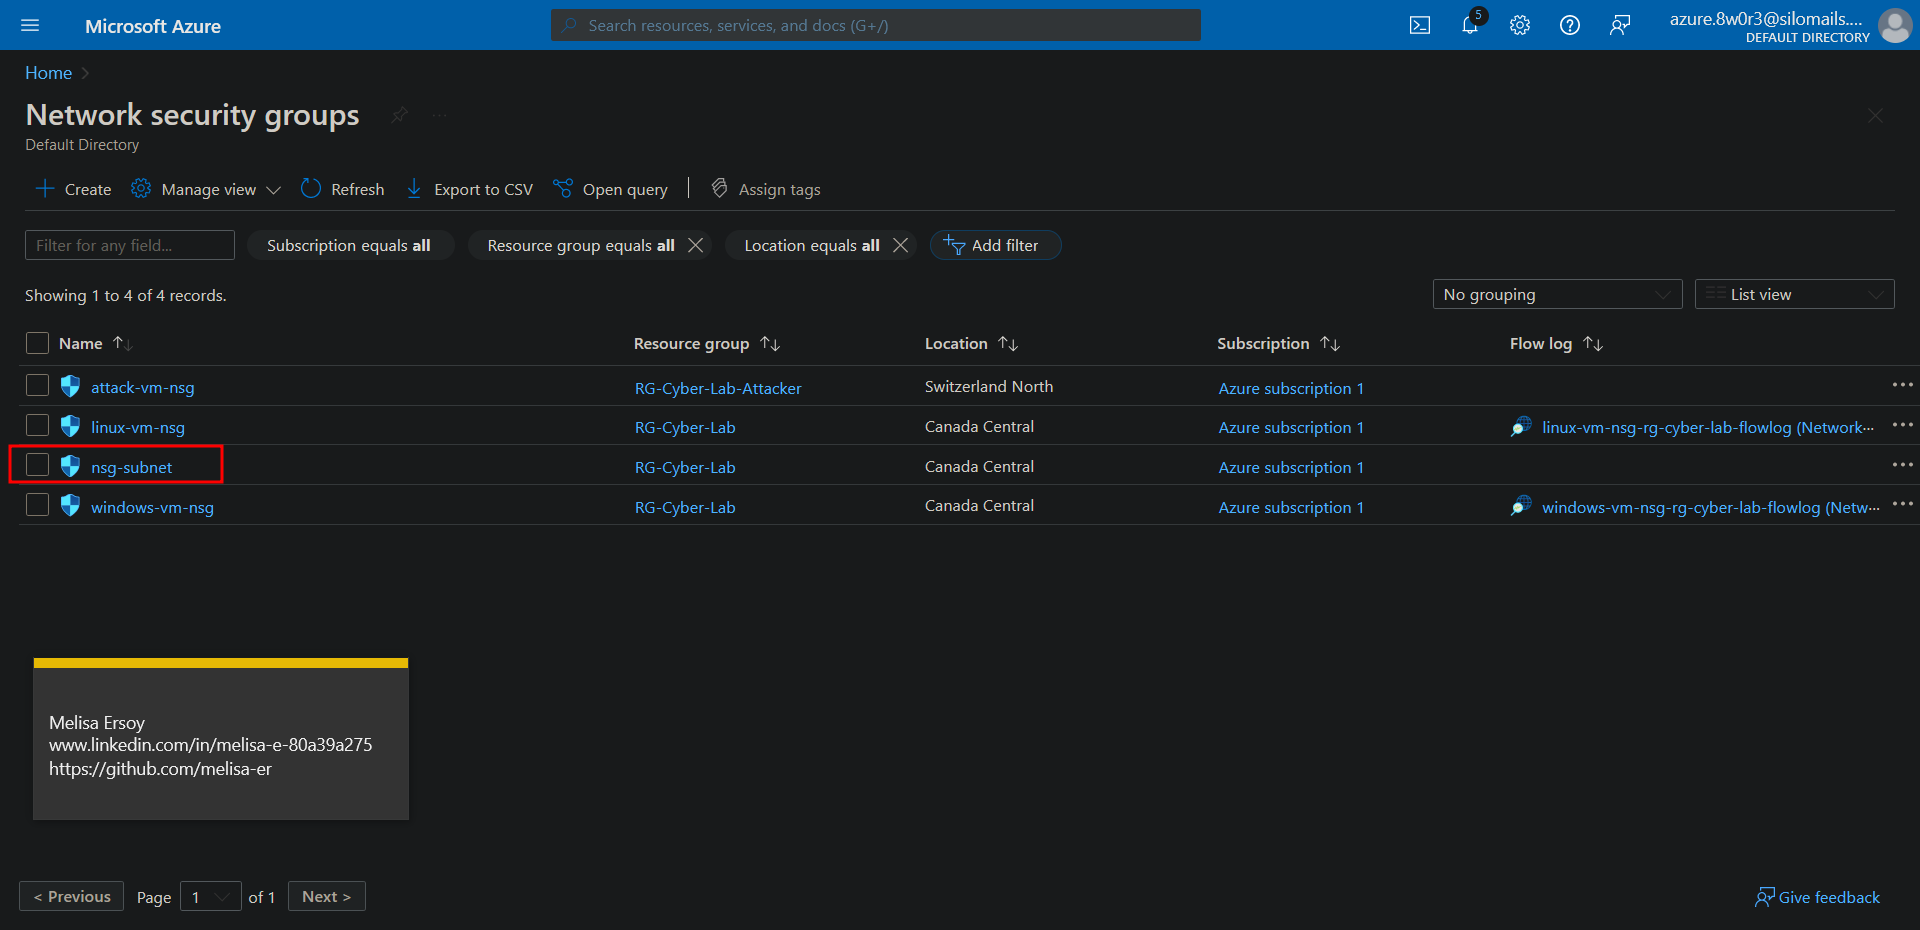 Microsoft Azure
Search resources, services, and docs (G+/)
5
azure.8w0r3@silomails....
DEFAULT DIRECTORY
Home
Network security groups
Default Directory
Create Manage view Refresh Export to CSV Open query Assign tags
Filter for any field... Subscription equals all Resource group equals all Location equals all Add filter
Showing 1 to 4 of 4 records. No grouping List view
Name Resource group Location Subscription Flow log
attack-vm-nsg RG-Cyber-Lab-Attacker Switzerland North Azure subscription 1
linux-vm-nsg RG-Cyber-Lab Canada Central Azure subscription 1 linux-vm-nsg-rg-cyber-lab-flowlog (Network...
nsg-subnet RG-Cyber-Lab Canada Central Azure subscription 1
windows-vm-nsg RG-Cyber-Lab Canada Central Azure subscription 1 windows-vm-nsg-rg-cyber-lab-flowlog (Netw...
Melisa Ersoy
www.linkedin.com/in/melisa-e-80a39a275
https://github.com/melisa-er
< Previous Page 1 of 1 Next > Give feedback